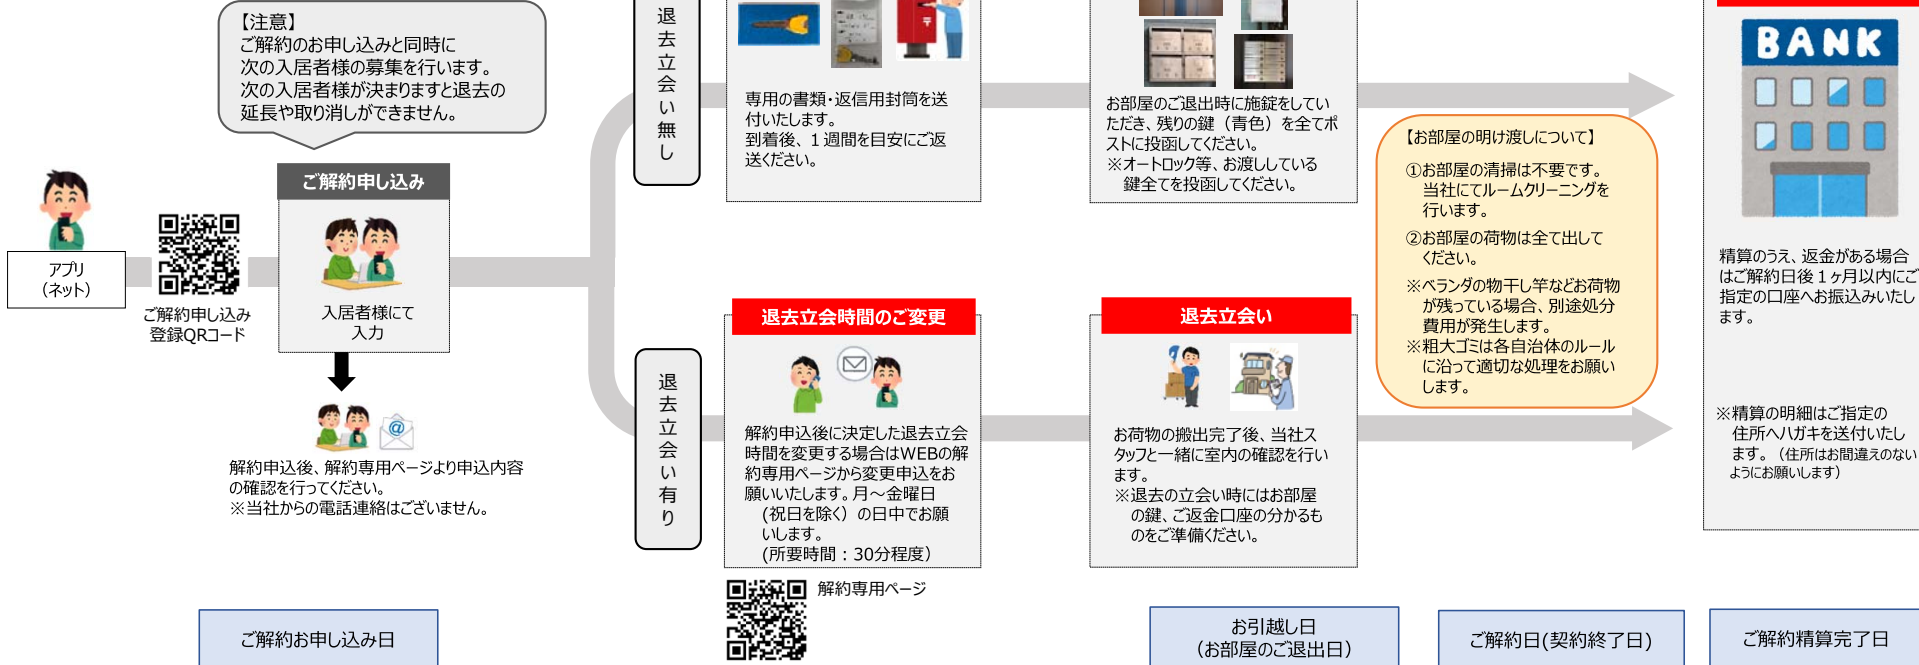 【注意】
ご解約のお申し込みと同時に
次の入居者様の募集を行います。
次の入居者様が決まりますと退去の
延長や取り消しができません。
アプリ
（ネット）
ご解約申し込み
登録QRコード
ご解約申し込み
入居者様にて
入力
解約申込後、解約専用ページより申込内容
の確認を行ってください。
※当社からの電話連絡はございません。
退去立会い無し
専用の書類・返信用封筒を送
付いたします。
到着後、１週間を目安にご返
送ください。
お部屋のご退出時に施錠をしてい
ただき、残りの鍵（青色）を全てポ
ストに投函してください。
※オートロック等、お渡ししている
鍵全てを投函してください。
退去立会い有り
退去立会時間のご変更
解約申込後に決定した退去立会
時間を変更する場合はWEBの解
約専用ページから変更申込をお
願いいたします。月～金曜日
(祝日を除く）の日中でお願
いします。
(所要時間：30分程度）
解約専用ページ
退去立会い
お荷物の搬出完了後、当社ス
タッフと一緒に室内の確認を行い
ます。
※退去の立会い時にはお部屋
の鍵、ご返金口座の分かるも
のをご準備ください。
【お部屋の明け渡しについて】
①お部屋の清掃は不要です。
当社にてルームクリーニングを
行います。
②お部屋の荷物は全て出して
ください。
※ベランダの物干し竿などお荷物
が残っている場合、別途処分
費用が発生します。
※粗大ゴミは各自治体のルール
に沿って適切な処理をお願い
します。
BANK
精算のうえ、返金がある場合
はご解約日後１ヶ月以内にご
指定の口座へお振込みいたし
ます。
※精算の明細はご指定の
住所へハガキを送付いたし
ます。（住所はお間違えのない
ようにお願いします）
ご解約お申し込み日
お引越し日
（お部屋のご退出日）
ご解約日(契約終了日)
ご解約精算完了日